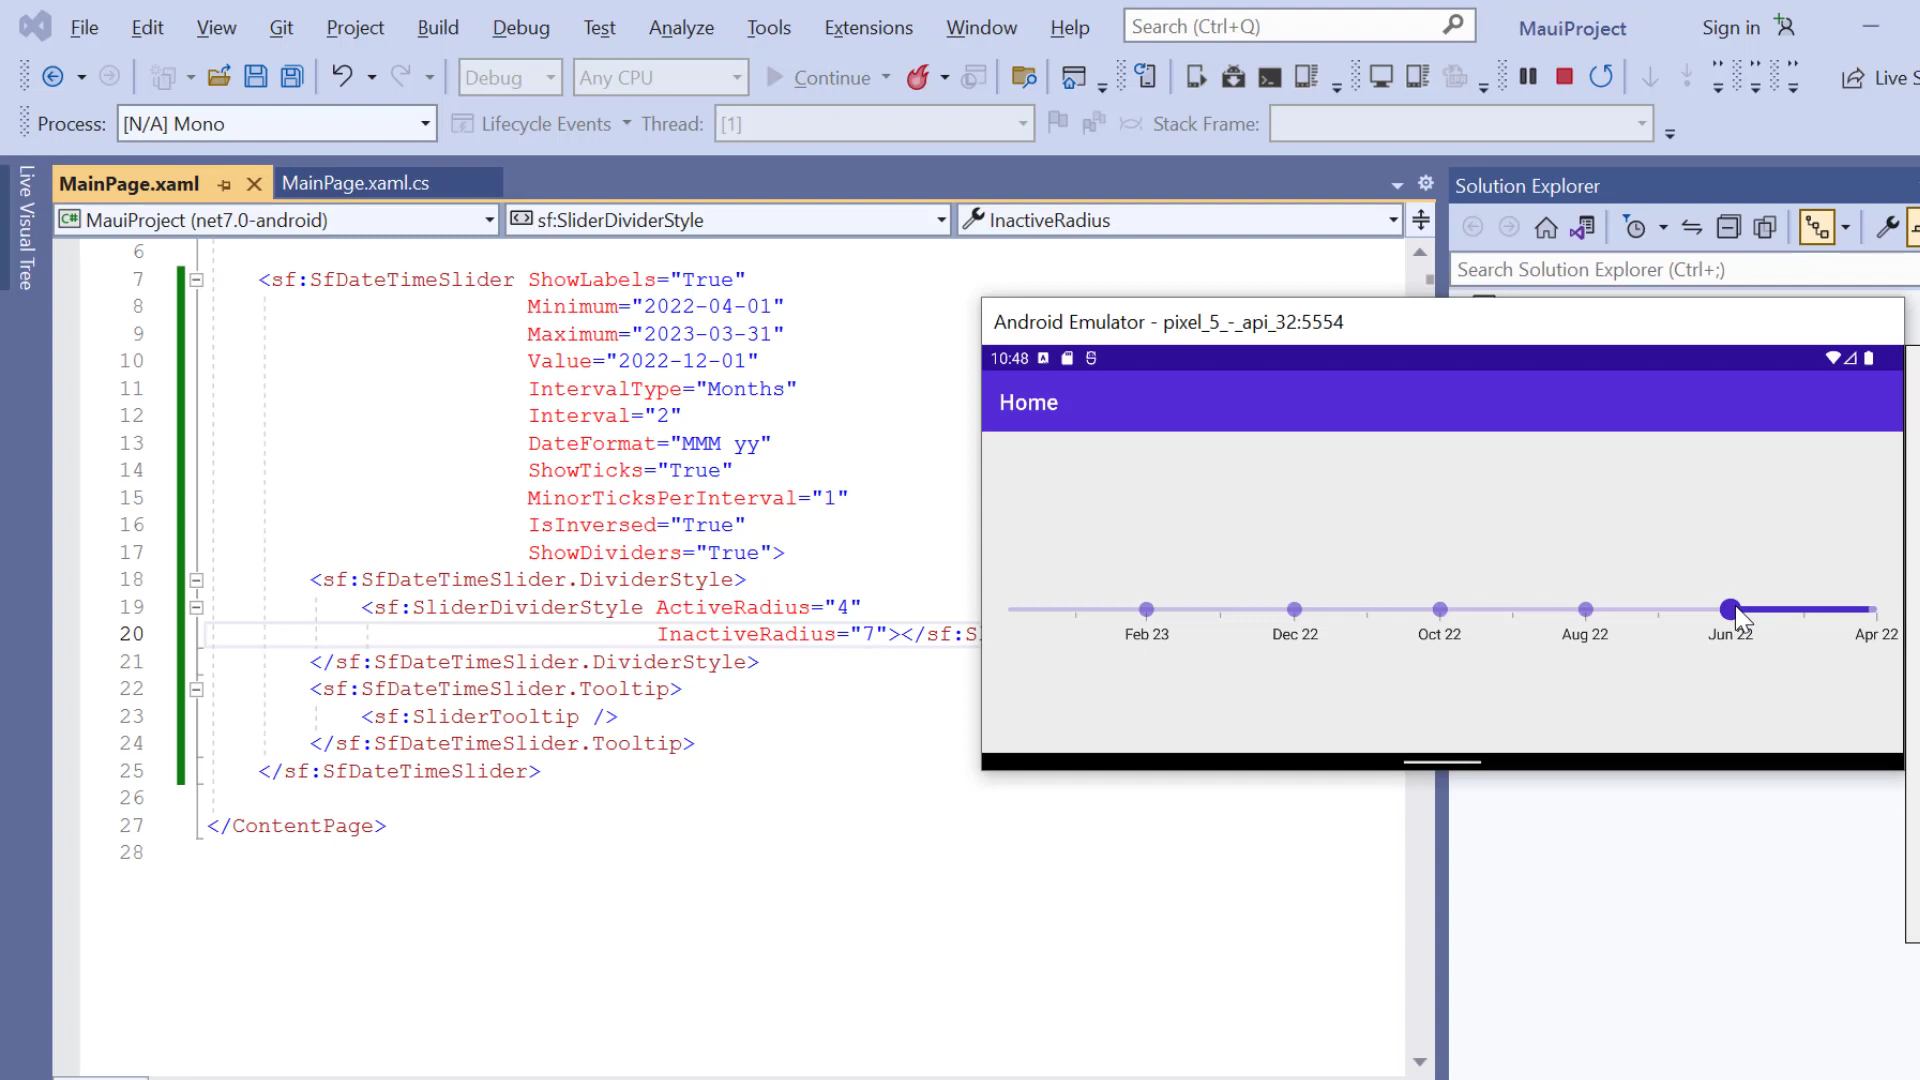 File Edit View Git Project Build Debug Test Analyze Tools Extensions Window Help Search (Ctrl+Q) MauiProject Sign in
Debug Any CPU Continue Live S
Process: [N/A] Mono Lifecycle Events Thread: [1] Stack Frame:
Live Visual Tree
MainPage.xaml MainPage.xaml.cs
MauiProject (net7.0-android) sf:SliderDividerStyle InactiveRadius
6
7 <sf:SfDateTimeSlider ShowLabels="True"
8 Minimum="2022-04-01"
9 Maximum="2023-03-31"
10 Value="2022-12-01"
11 IntervalType="Months"
12 Interval="2"
13 DateFormat="MMM yy"
14 ShowTicks="True"
15 MinorTicksPerInterval="1"
16 IsInversed="True"
17 ShowDividers="True">
18 <sf:SfDateTimeSlider.DividerStyle>
19 <sf:SliderDividerStyle ActiveRadius="4"
20 InactiveRadius="7"></sf:S
21 </sf:SfDateTimeSlider.DividerStyle>
22 <sf:SfDateTimeSlider.Tooltip>
23 <sf:SliderTooltip />
24 </sf:SfDateTimeSlider.Tooltip>
25 </sf:SfDateTimeSlider>
26
27 </ContentPage>
28
Solution Explorer
Search Solution Explorer (Ctrl+;)
Android Emulator - pixel_5_-_api_32:5554
10:48
Home
Feb 23 Dec 22 Oct 22 Aug 22 Jun 22 Apr 22